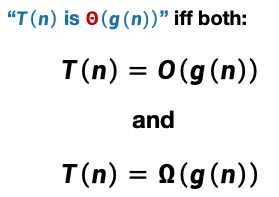 “T(n) is Θ(g(n))” iff both:
T(n) = O(g(n))
and
T(n) = Ω(g(n))